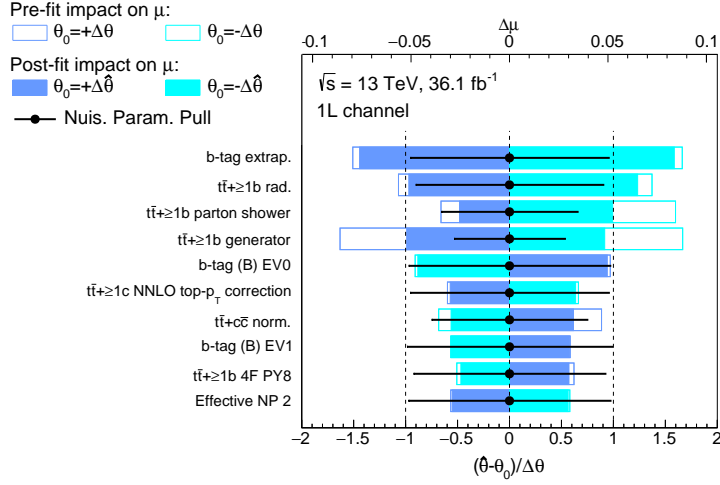 Pre-fit impact on μ:
θ₀=+Δθ θ₀=-Δθ
Post-fit impact on μ:
θ₀=+Δθ̂ θ₀=-Δθ̂
Nuis. Param. Pull
Δμ
−0.1 −0.05 0 0.05 0.1
√s = 13 TeV, 36.1 fb⁻¹
1L channel
b-tag extrap.
tt̄+≥1b rad.
tt̄+≥1b parton shower
tt̄+≥1b generator
b-tag (B) EV0
tt̄+≥1c NNLO top-p_T correction
tt̄+cc̄ norm.
b-tag (B) EV1
tt̄+≥1b 4F PY8
Effective NP 2
−2 −1.5 −1 −0.5 0 0.5 1 1.5 2
(θ̂-θ₀)/Δθ